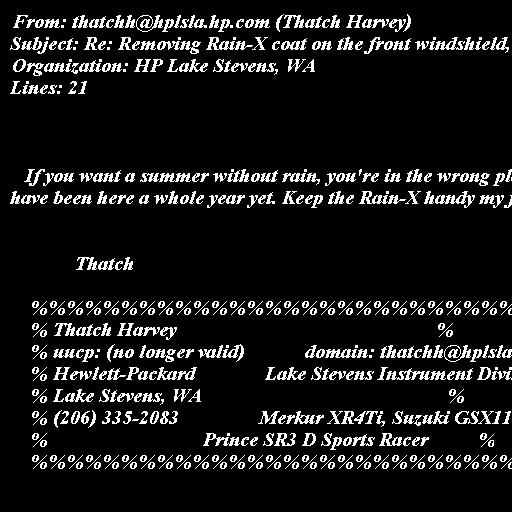 From: thatchh@hplsla.hp.com (Thatch Harvey)
Subject: Re: Removing Rain-X coat on the front windshield,
Organization: HP Lake Stevens, WA
Lines: 21
If you want a summer without rain, you're in the wrong pl
have been here a whole year yet. Keep the Rain-X handy my
Thatch
%%%%%%%%%%%%%%%%%%%%%%%%%%%
% Thatch Harvey %
% uucp: (no longer valid) domain: thatchh@hplsla
% Hewlett-Packard Lake Stevens Instrument Divi
% Lake Stevens, WA %
% (206) 335-2083 Merkur XR4Ti, Suzuki GSX11
% Prince SR3 D Sports Racer %
%%%%%%%%%%%%%%%%%%%%%%%%%%%